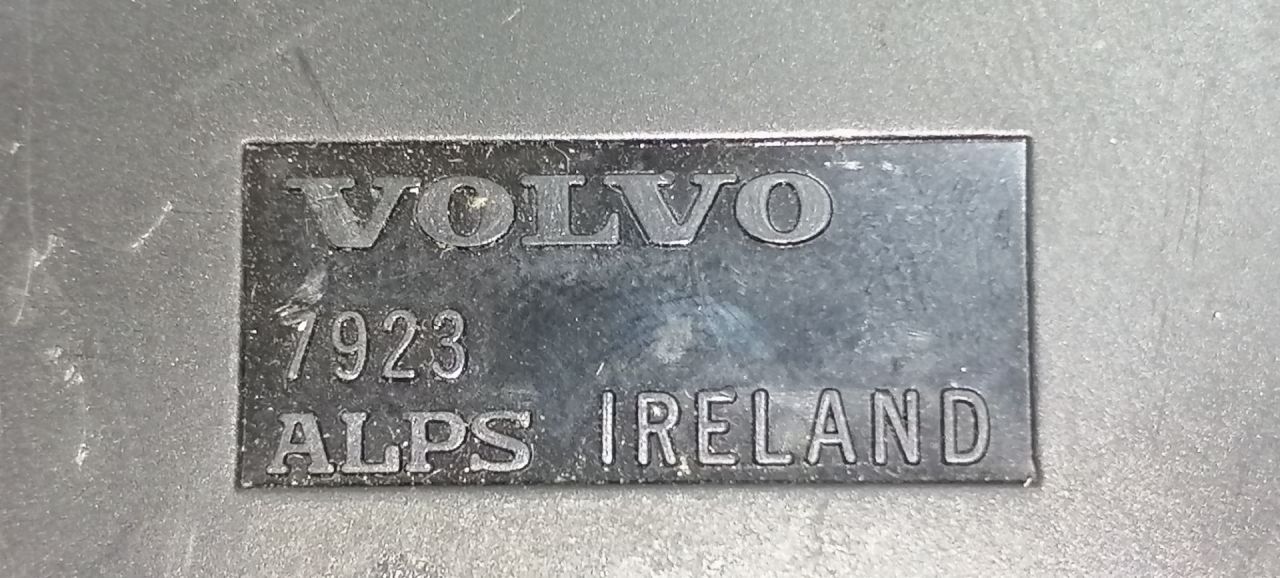 VOLVO
7923
ALPS IRELAND